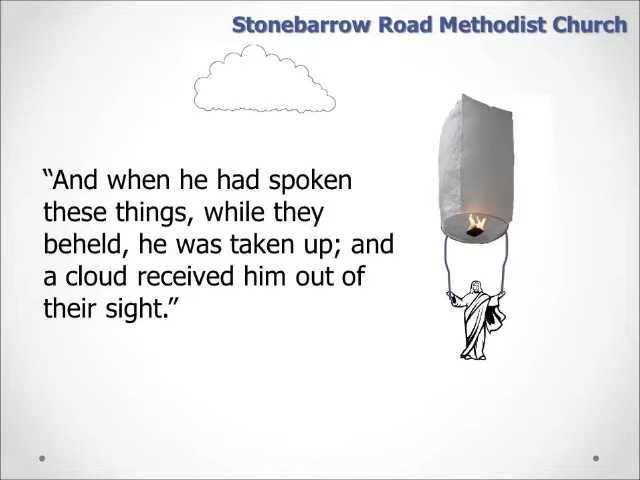 Stonebarrow Road Methodist Church
“And when he had spoken
these things, while they
beheld, he was taken up; and
a cloud received him out of
their sight.”